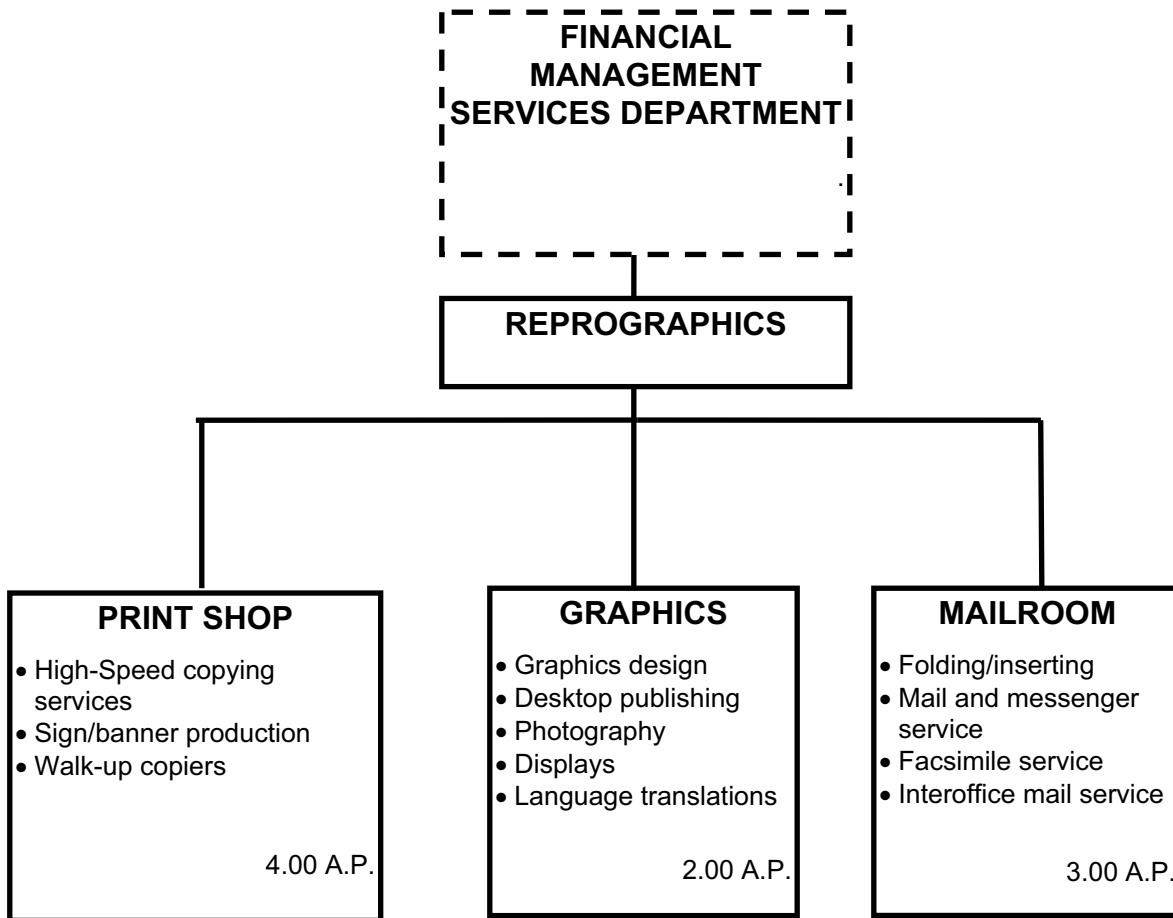 FINANCIAL
MANAGEMENT
SERVICES DEPARTMENT
.
REPROGRAPHICS
PRINT SHOP
• High-Speed copying
services
• Sign/banner production
• Walk-up copiers
4.00 A.P.
GRAPHICS
• Graphics design
• Desktop publishing
• Photography
• Displays
• Language translations
2.00 A.P.
MAILROOM
• Folding/inserting
• Mail and messenger
service
• Facsimile service
• Interoffice mail service
3.00 A.P.